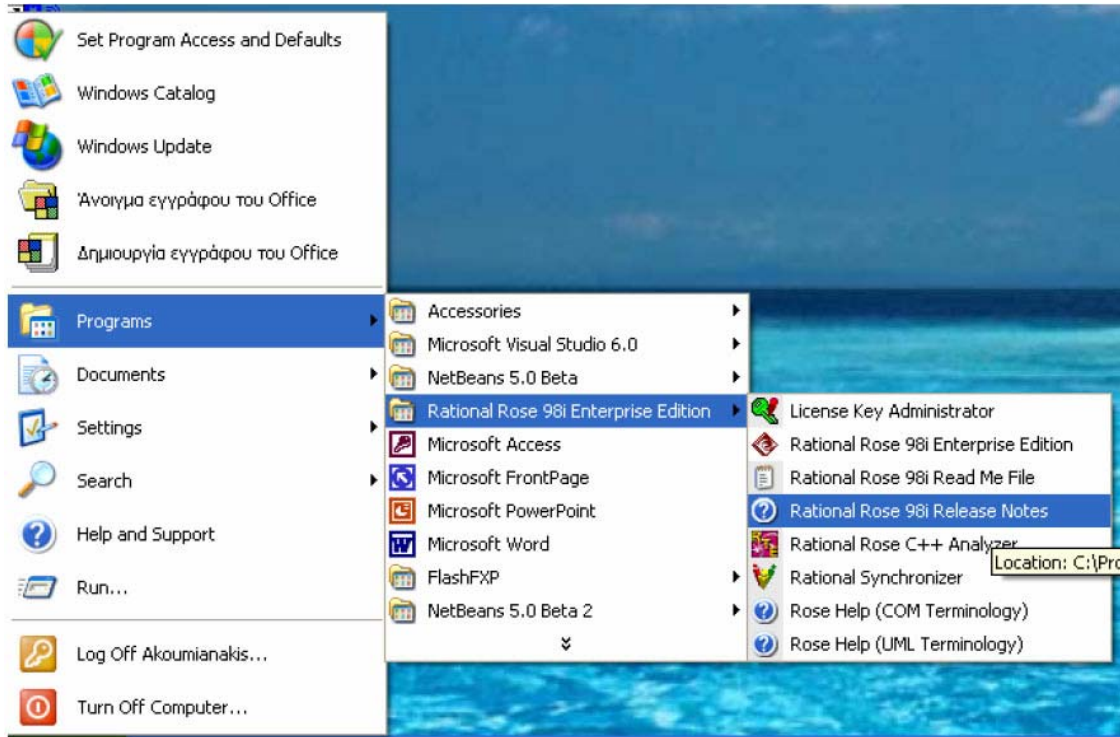 Set Program Access and Defaults
Windows Catalog
Windows Update
Άνοιγμα εγγράφου του Office
Δημιουργία εγγράφου του Office
Programs
Documents
Settings
Search
Help and Support
Run...
Log Off Akoumianakis...
Turn Off Computer...
Accessories
Microsoft Visual Studio 6.0
NetBeans 5.0 Beta
Rational Rose 98i Enterprise Edition
Microsoft Access
Microsoft FrontPage
Microsoft PowerPoint
Microsoft Word
FlashFXP
NetBeans 5.0 Beta 2
License Key Administrator
Rational Rose 98i Enterprise Edition
Rational Rose 98i Read Me File
Rational Rose 98i Release Notes
Rational Rose C++ Analyzer
Location: C:\Pro
Rational Synchronizer
Rose Help (COM Terminology)
Rose Help (UML Terminology)